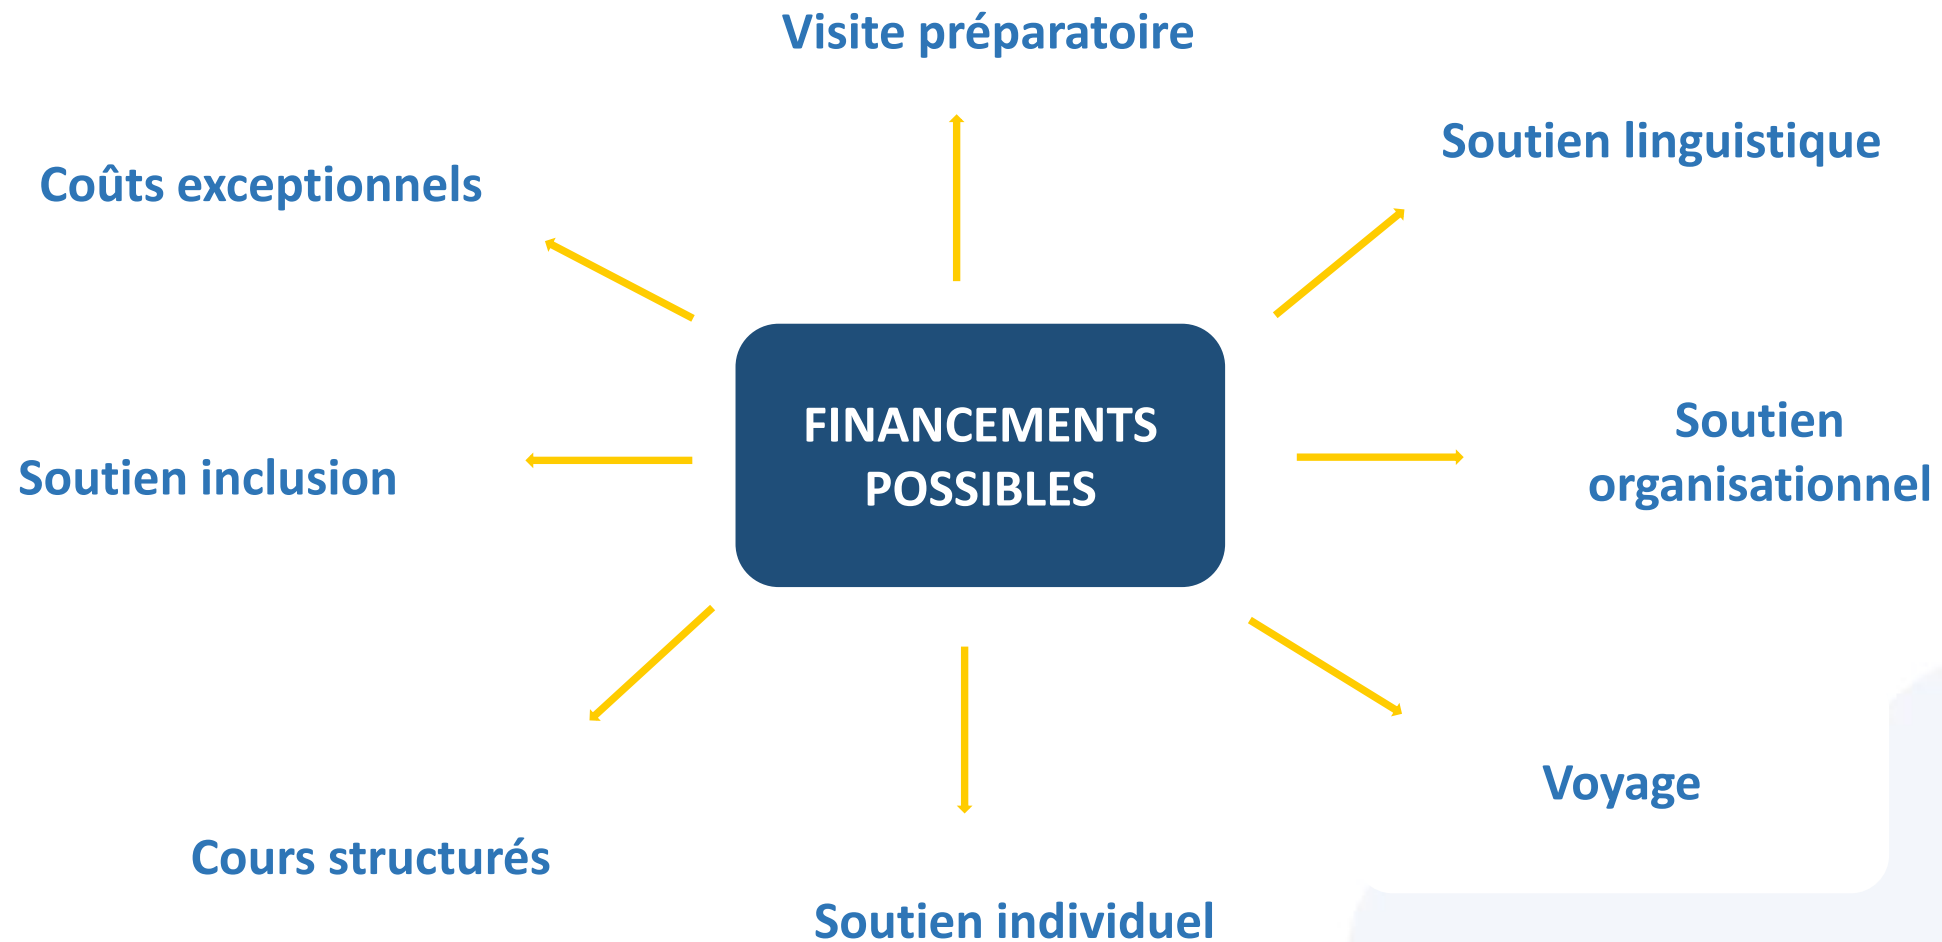 Visite préparatoire
Soutien linguistique
Coûts exceptionnels
FINANCEMENTS
POSSIBLES
Soutien
organisationnel
Soutien inclusion
Voyage
Cours structurés
Soutien individuel